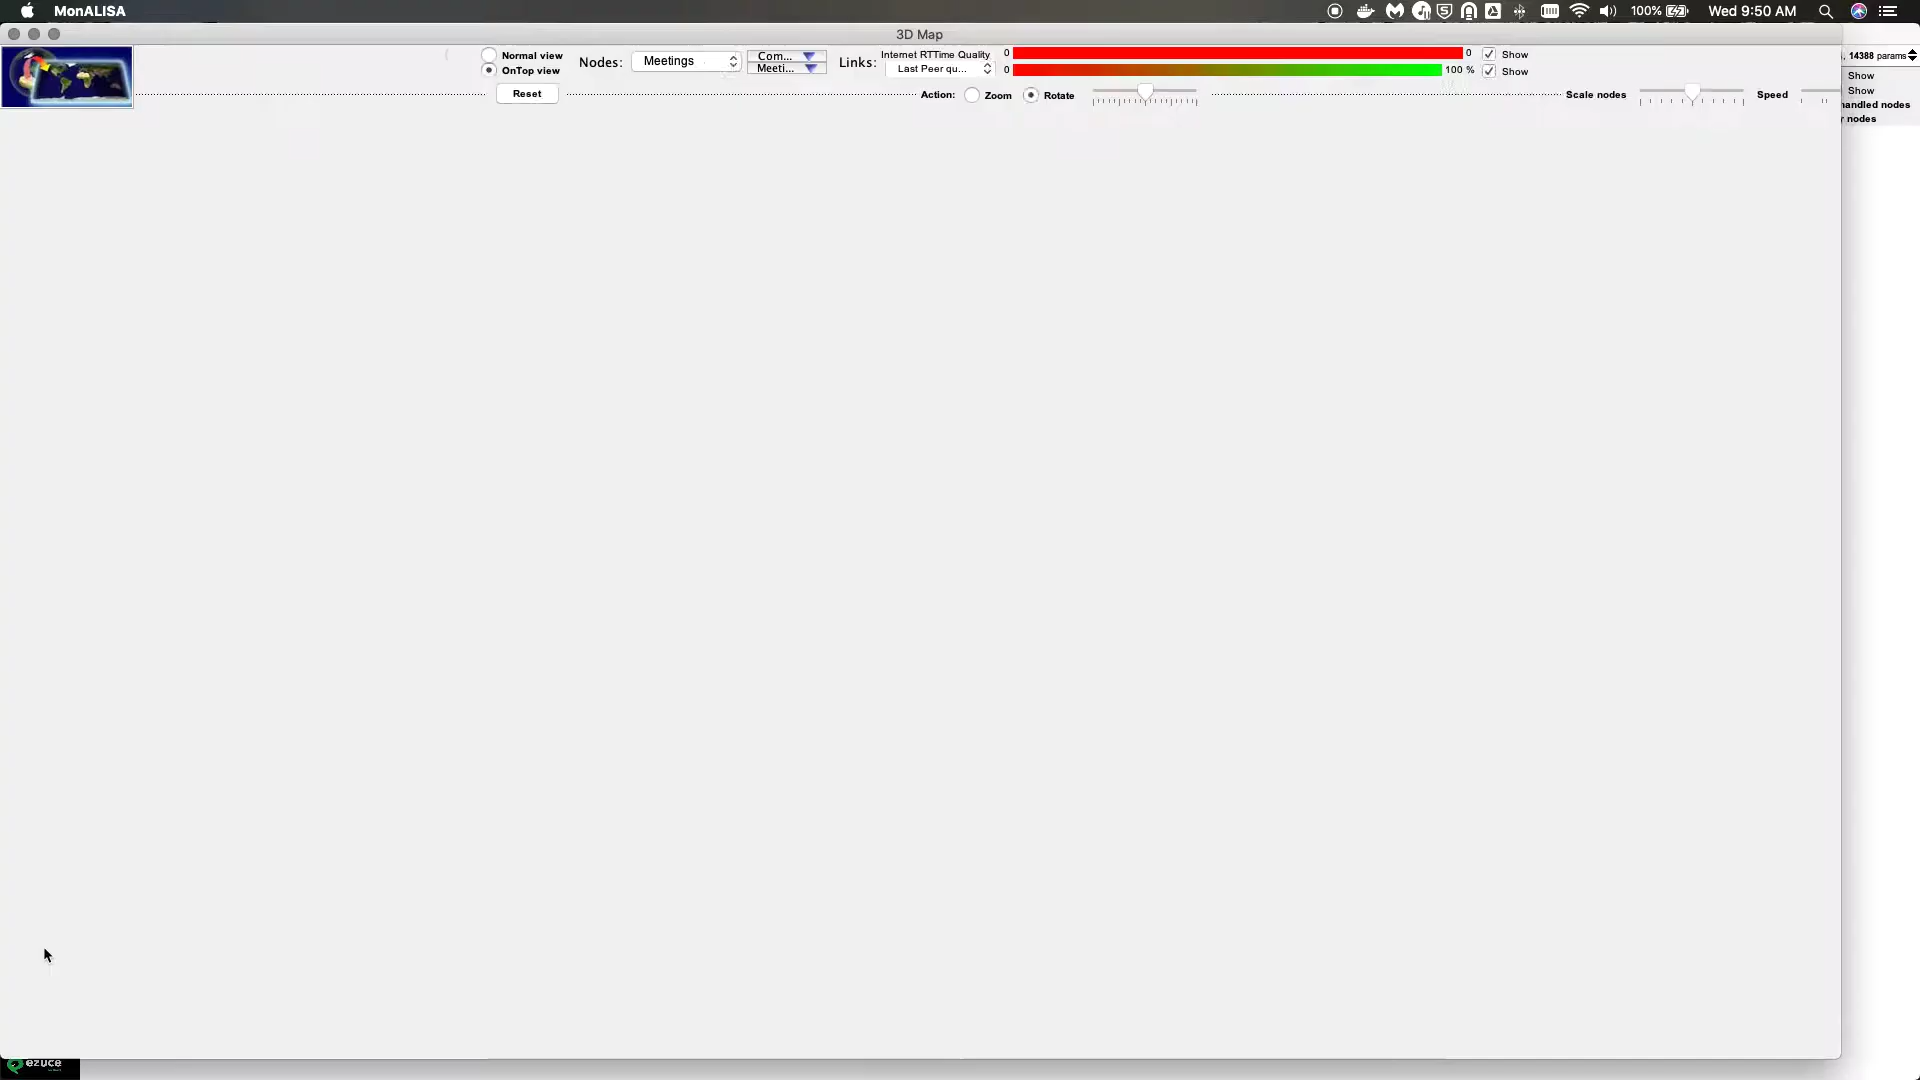 MonALISA
100%
Wed 9:50 AM
3D Map
Normal view
OnTop view
Nodes:
Meetings
Com...
Meeti...
Links:
Internet RTTime Quality
0
0
Show
Last Peer qu...
0
100 %
Show
, 14388 params
Show
Show
handled nodes
r nodes
Reset
Action:
Zoom
Rotate
Scale nodes
Speed
ezuce